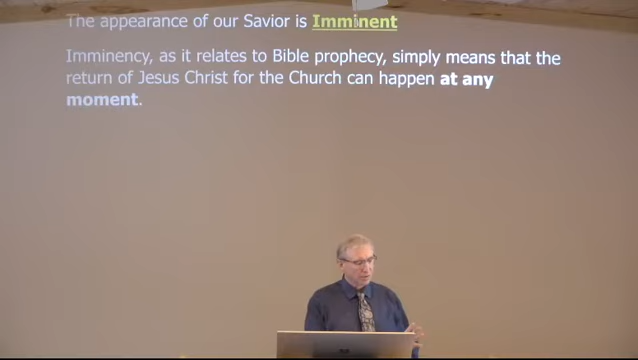 The appearance of our Savior is Imminent
Imminency, as it relates to Bible prophecy, simply means that the
return of Jesus Christ for the Church can happen at any
moment.